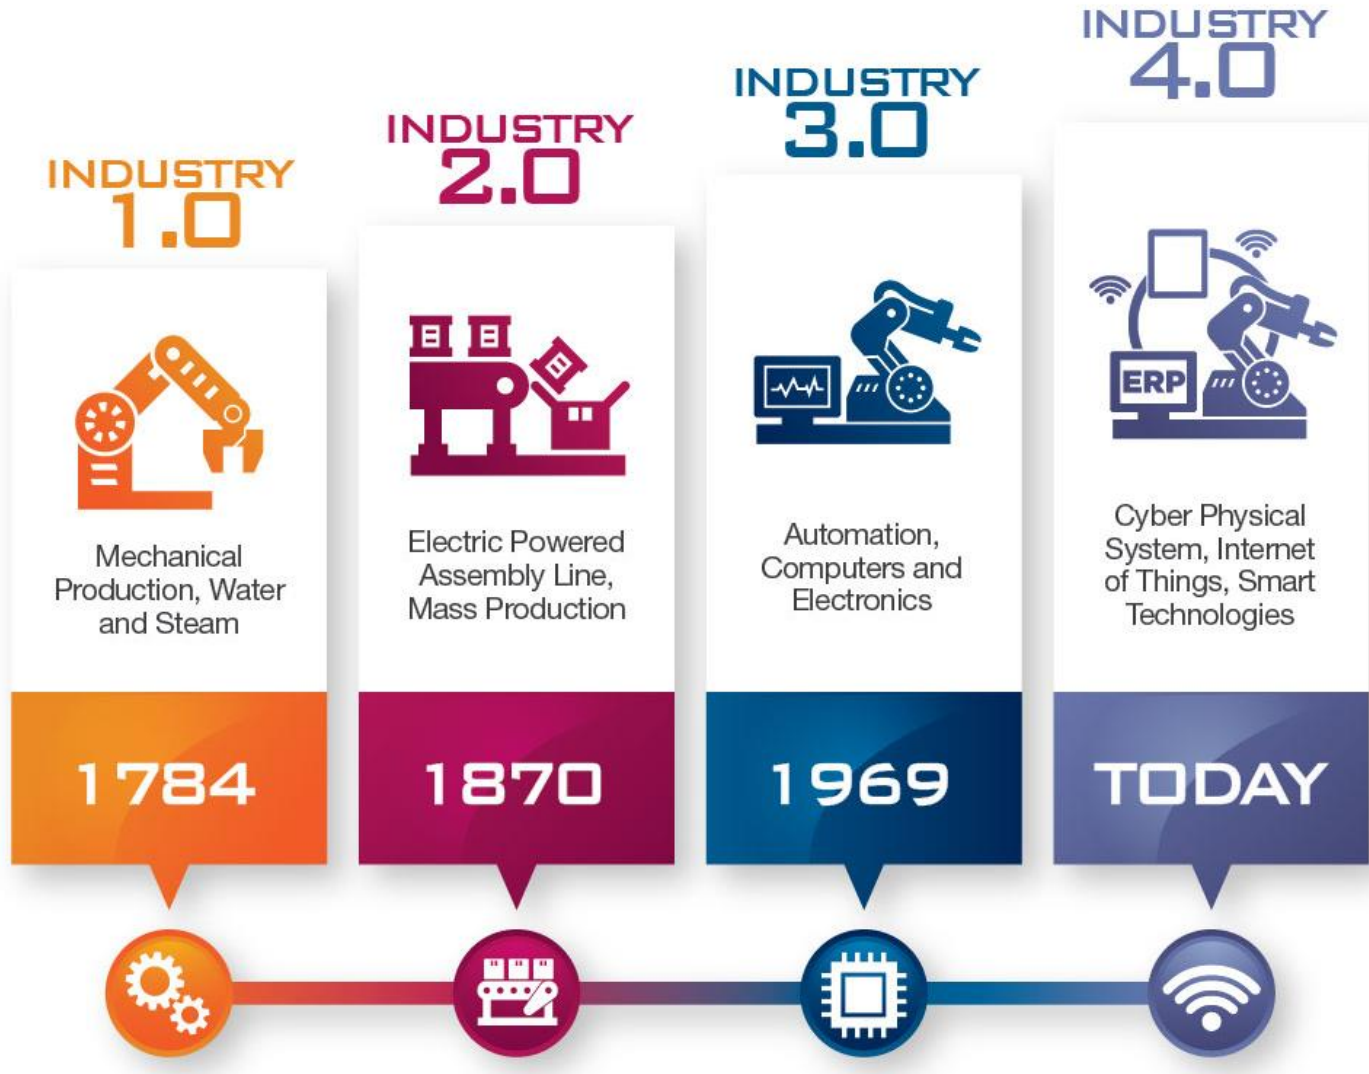 INDUSTRY
1.0
Mechanical
Production, Water
and Steam
1784
INDUSTRY
2.0
Electric Powered
Assembly Line,
Mass Production
1870
INDUSTRY
3.0
Automation,
Computers and
Electronics
1969
INDUSTRY
4.0
ERP
Cyber Physical
System, Internet
of Things, Smart
Technologies
TODAY